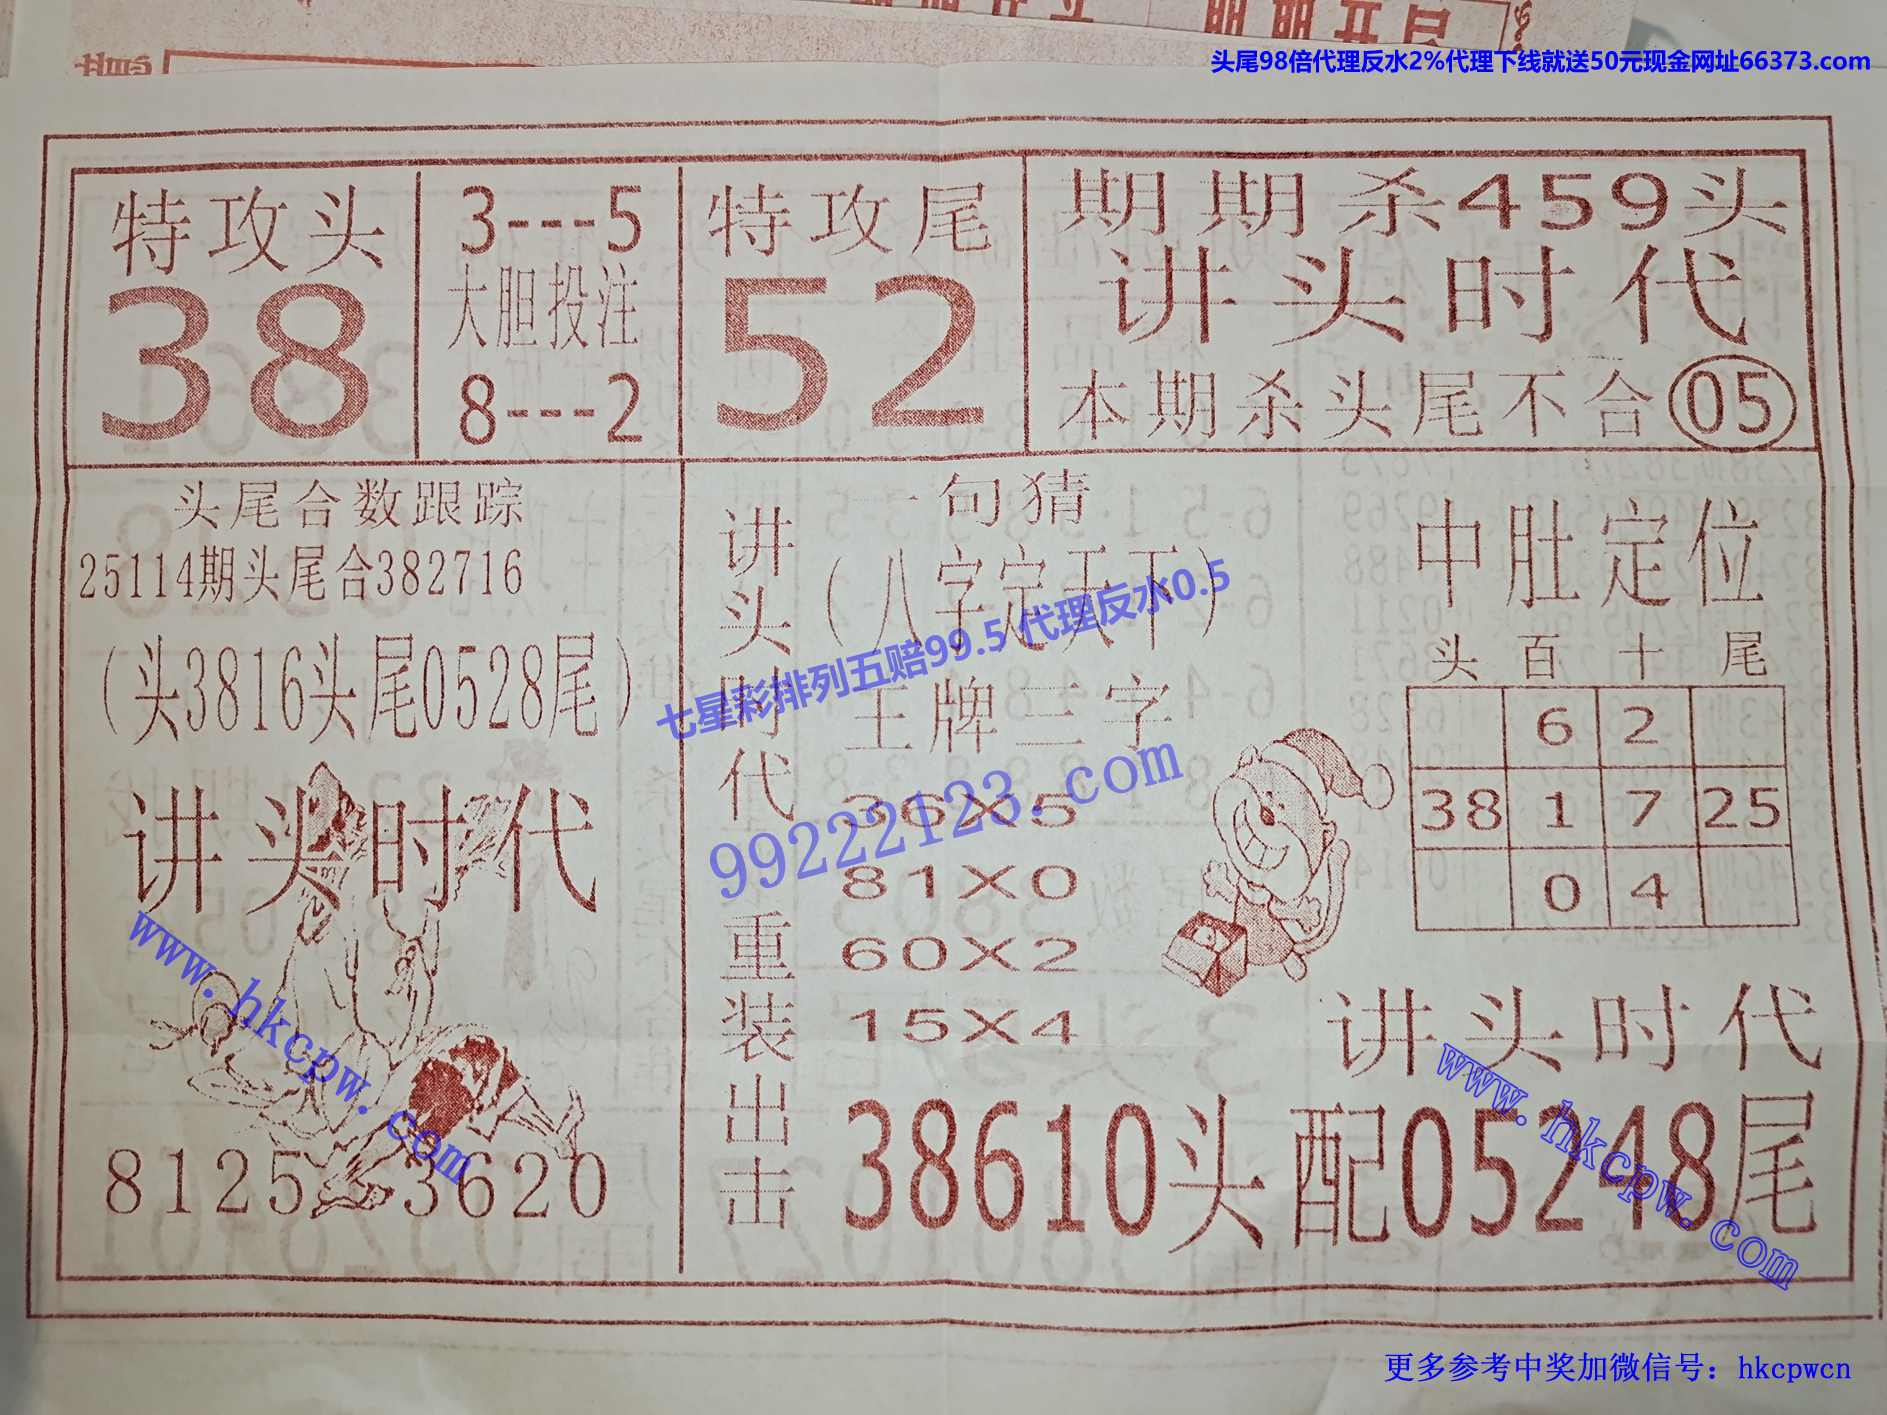 头尾98倍代理反水2%代理下线就送50元现金网址66373.com
特攻头
38
3---5
大胆投注
8---2
特攻尾
52
期期杀459头
讲头时代
本期杀头尾不合05
头尾合数跟踪
25114期头尾合382716
(头3816头尾0528尾)
讲头时代
www.hkcpw.com
8125 3620
讲头时代重装出击
一句猜
(八字定天下)
七星彩排列五赔99.5代理反水0.5
王牌三字
99222123.com
36X5
81X0
60X2
15X4
中肚定位
头 百 十 尾
6 2
38 1 7 25
0 4
讲头时代
www.hkcpw.com
38610头配05248尾
更多参考中奖加微信号：hkcpwcn